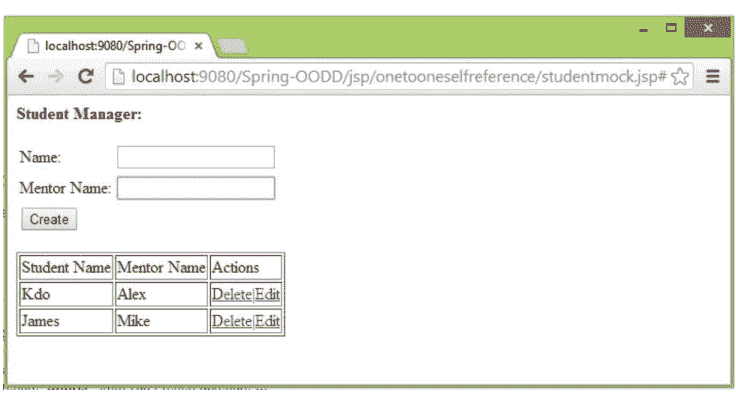 localhost:9080/Spring-OO
localhost:9080/Spring-OODD/jsp/onetooneselfreference/studentmock.jsp#
Student Manager:
Name:
Mentor Name:
Create
Student Name Mentor Name Actions
Kdo Alex Delete|Edit
James Mike Delete|Edit